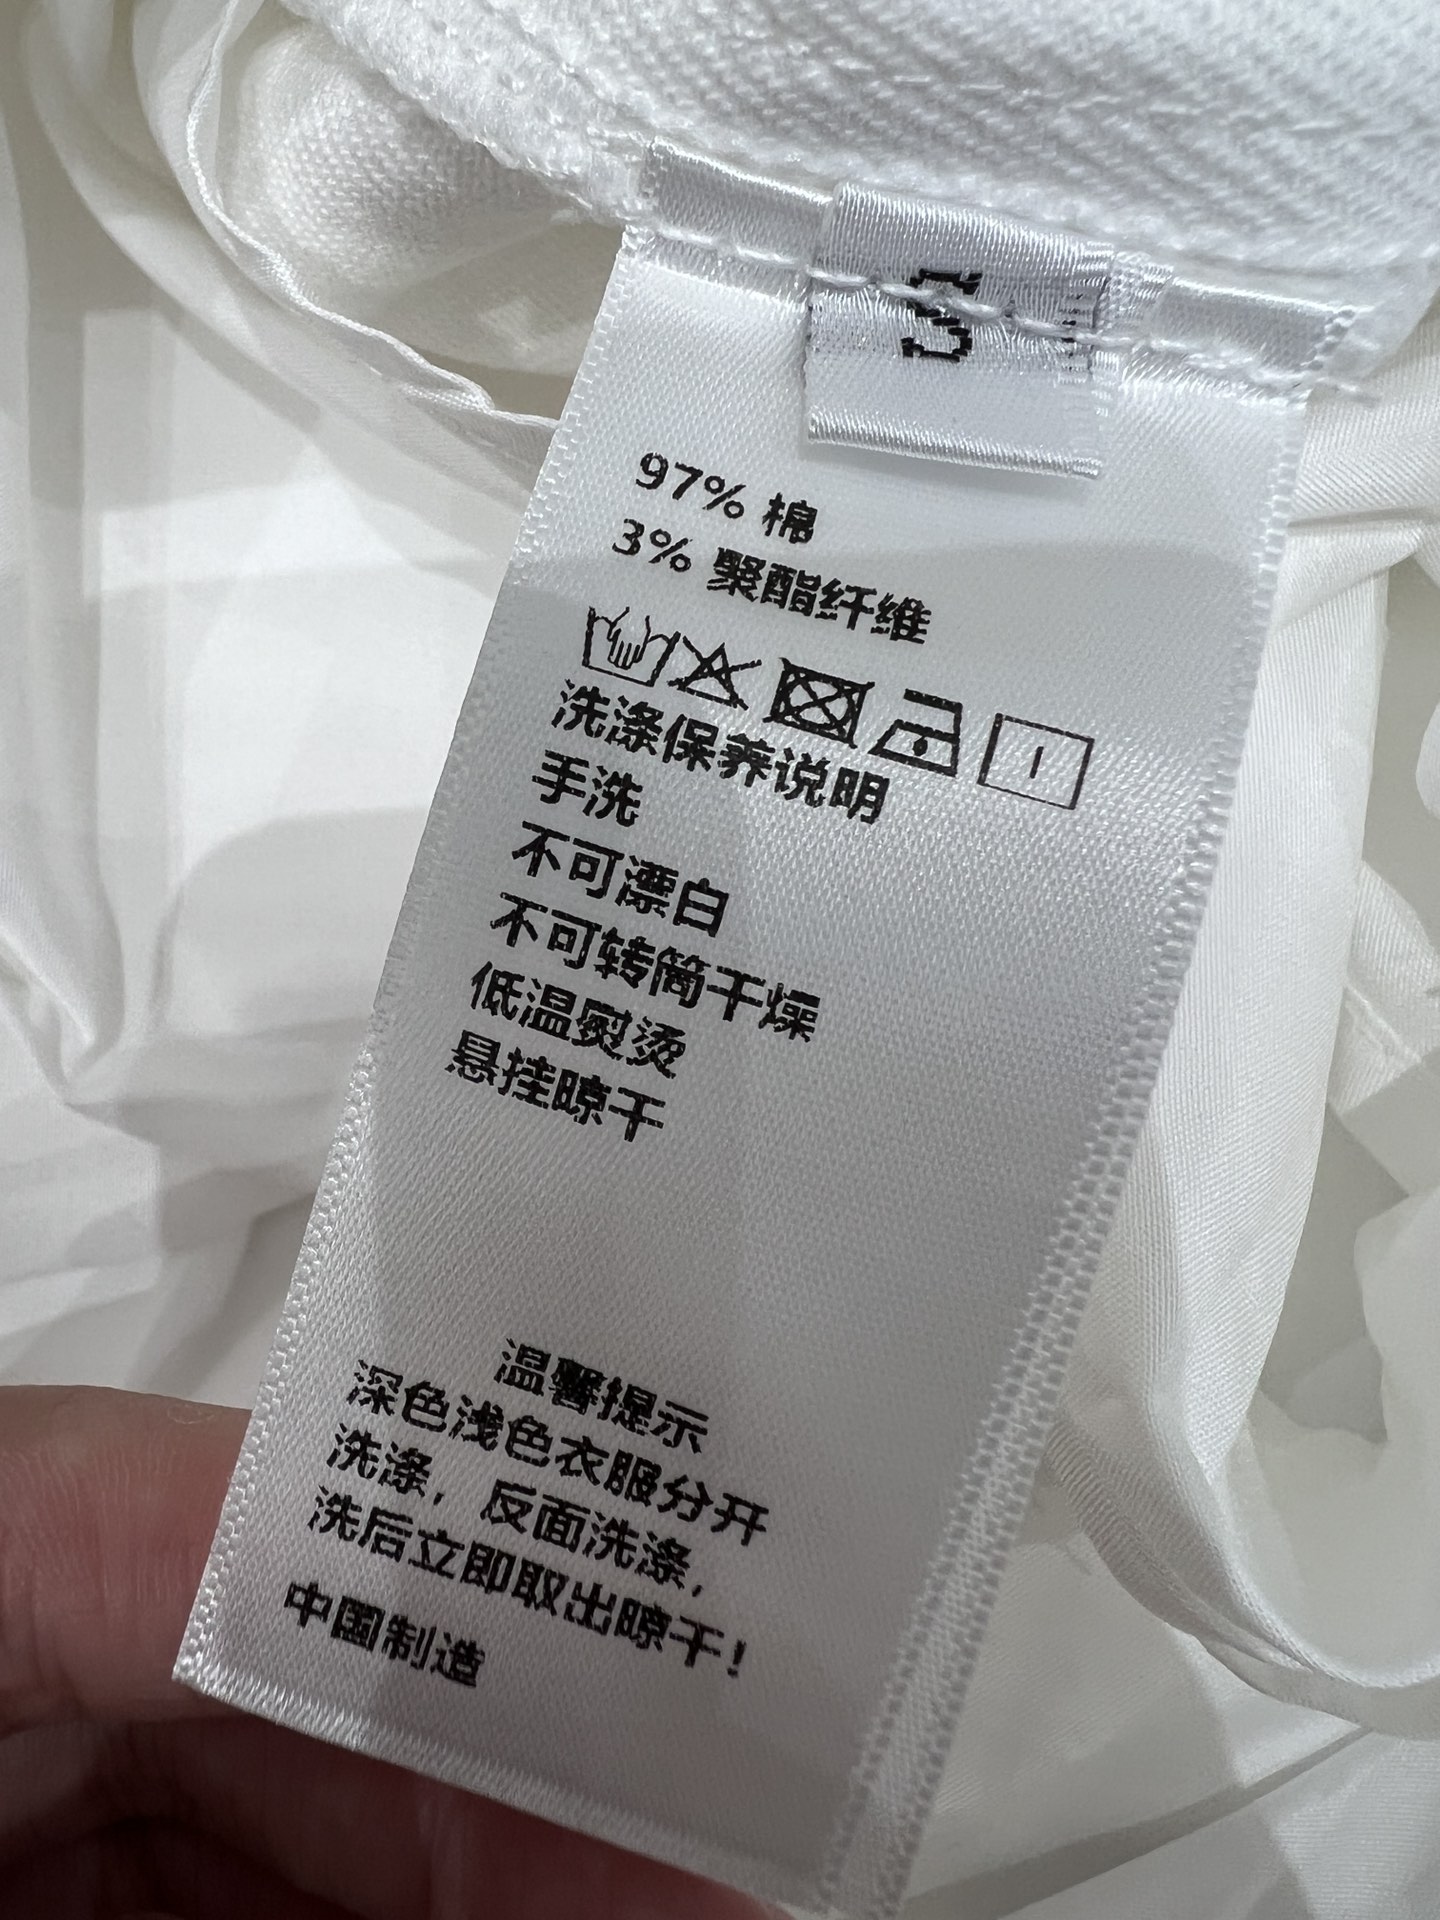 S
97% 棉
3% 聚酯纤维
洗涤保养说明
手洗
不可漂白
不可转筒干燥
低温熨烫
悬挂晾干
温馨提示
深色浅色衣服分开
洗涤，反面洗涤，
洗后立即取出晾干！
中国制造